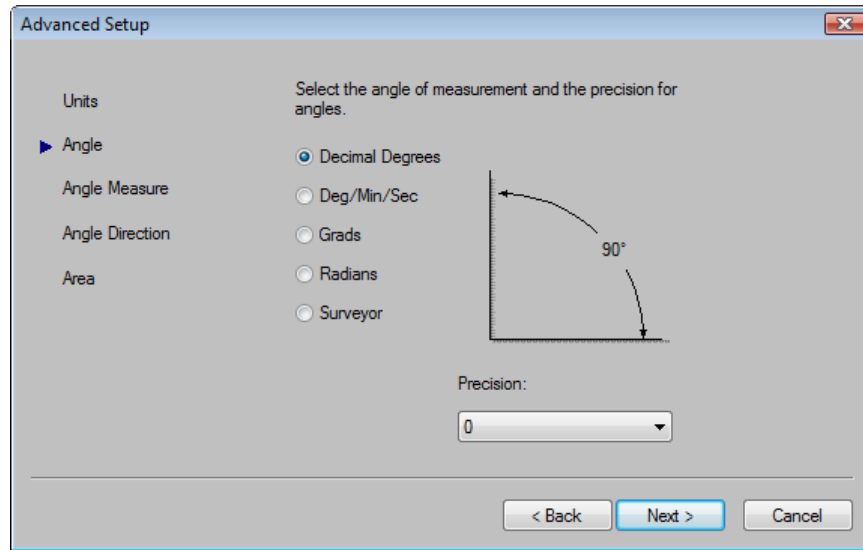 Advanced Setup
Units
Angle
Angle Measure
Angle Direction
Area
Select the angle of measurement and the precision for
angles.
Decimal Degrees
Deg/Min/Sec
Grads
Radians
Surveyor
90°
Precision:
0
< Back
Next >
Cancel